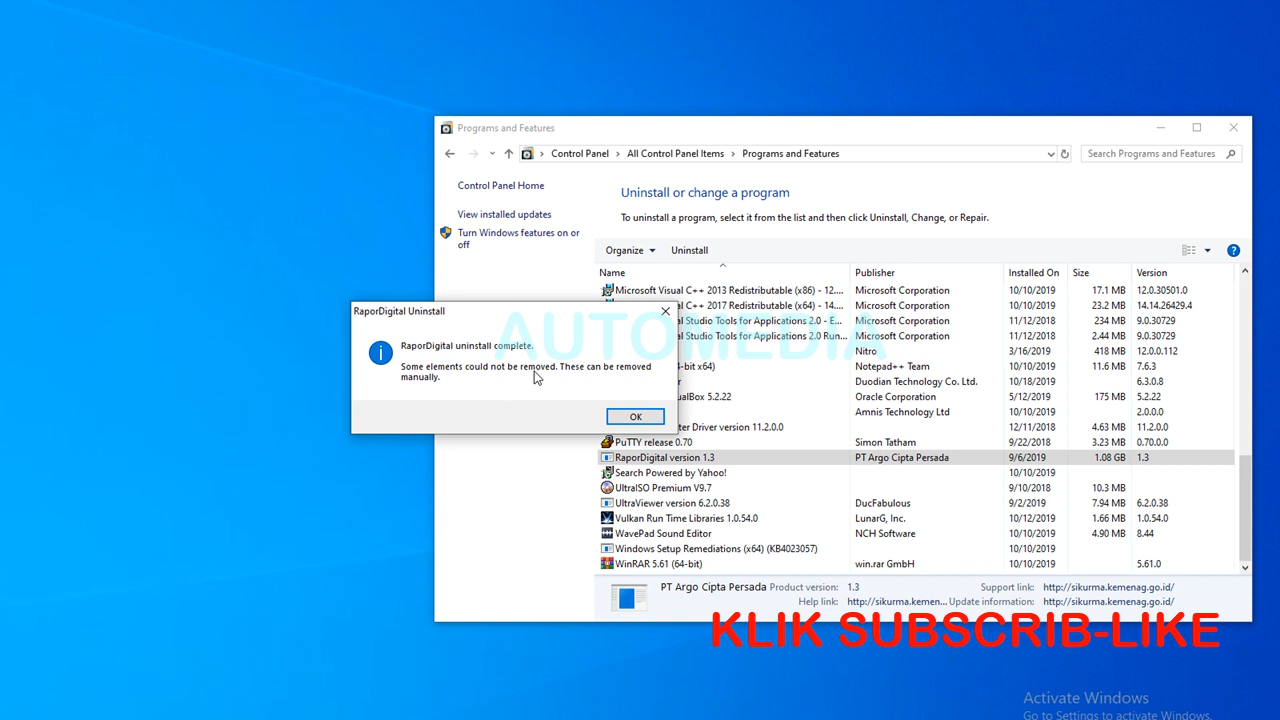 Programs and Features
Control Panel > All Control Panel Items > Programs and Features
Search Programs and Features
Control Panel Home
View installed updates
Turn Windows features on or
off
Uninstall or change a program
To uninstall a program, select it from the list and then click Uninstall, Change, or Repair.
Organize Uninstall
Name Publisher Installed On Size Version
Microsoft Visual C++ 2013 Redistributable (x86) - 12.... Microsoft Corporation 10/10/2019 17.1 MB 12.0.30501.0
C++ 2017 Redistributable (x64) - 14.... Microsoft Corporation 10/10/2019 23.2 MB 14.14.26429.4
al Studio Tools for Applications 2.0 - E... Microsoft Corporation 11/12/2018 234 MB 9.0.30729
al Studio Tools for Applications 2.0 Run... Microsoft Corporation 11/12/2018 2.44 MB 9.0.30729
Nitro 3/16/2019 418 MB 12.0.0.112
-bit x64) Notepad++ Team 10/10/2019 11.6 MB 7.6.3
r Duodian Technology Co. Ltd. 10/18/2019 6.3.0.8
ualBox 5.2.22 Oracle Corporation 5/12/2019 175 MB 5.2.22
Amnis Technology Ltd 10/10/2019 2.0.0.0
ter Driver version 11.2.0.0 12/11/2018 4.63 MB 11.2.0.0
PuTTY release 0.70 Simon Tatham 9/22/2018 3.23 MB 0.70.0.0
RaporDigital version 1.3 PT Argo Cipta Persada 9/6/2019 1.08 GB 1.3
Search Powered by Yahoo! 10/10/2019
UltraISO Premium V9.7 9/10/2018 10.3 MB
UltraViewer version 6.2.0.38 DucFabulous 9/2/2019 7.94 MB 6.2.0.38
Vulkan Run Time Libraries 1.0.54.0 LunarG, Inc. 10/12/2019 1.66 MB 1.0.54.0
WavePad Sound Editor NCH Software 10/10/2019 4.90 MB 8.44
Windows Setup Remediations (x64) (KB4023057) 10/10/2019
WinRAR 5.61 (64-bit) win.rar GmbH 10/10/2019 5.61.0
PT Argo Cipta Persada Product version: 1.3 Support link: http://sikurma.kemenag.go.id/
Help link: http://sikurma.kemen... Update information: http://sikurma.kemenag.go.id/
RaporDigital Uninstall
RaporDigital uninstall complete.
Some elements could not be removed. These can be removed
manually.
OK
AUTOMEDIA
KLIK SUBSCRIB-LIKE
Activate Windows
Go to Settings to activate Windows.